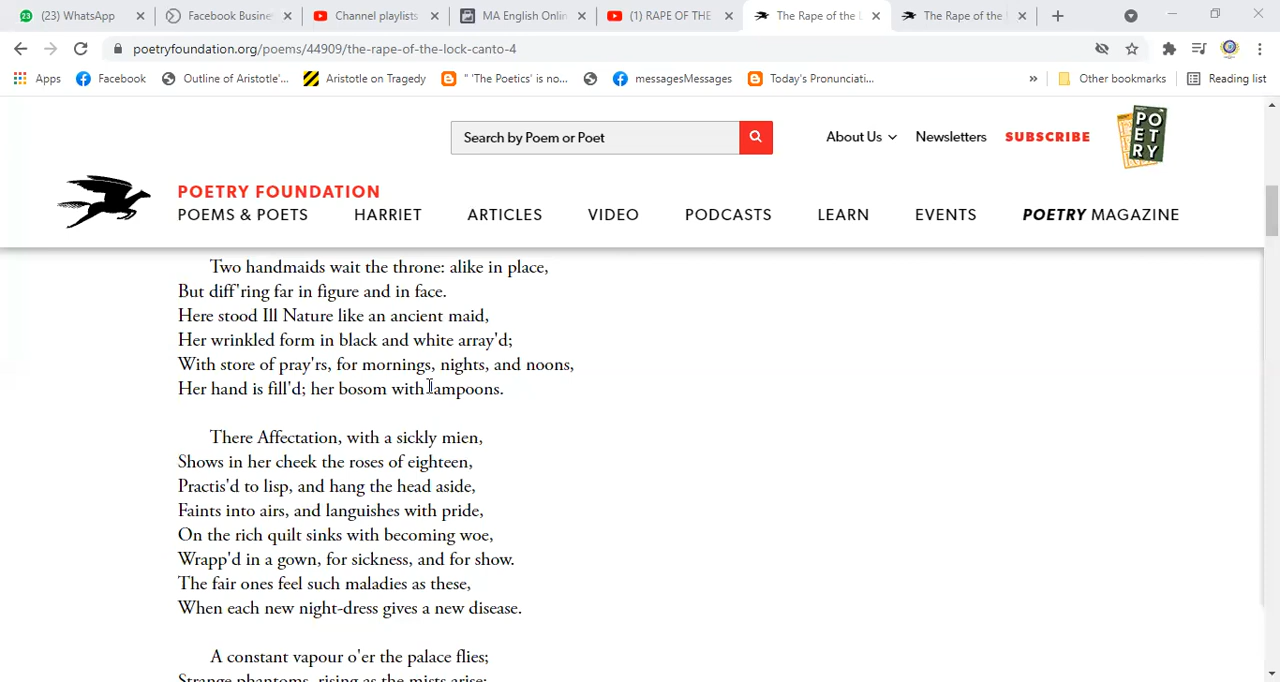 (23) WhatsApp
Facebook Busine
Channel playlists
MA English Onlin
(1) RAPE OF THE
The Rape of the L
The Rape of the
poetryfoundation.org/poems/44909/the-rape-of-the-lock-canto-4
Apps
Facebook
Outline of Aristotle'...
Aristotle on Tragedy
" 'The Poetics' is no...
messagesMessages
Today's Pronunciati...
»
Other bookmarks
Reading list
Search by Poem or Poet
About Us
Newsletters
SUBSCRIBE
PO
ET
RY
POETRY FOUNDATION
POEMS & POETS
HARRIET
ARTICLES
VIDEO
PODCASTS
LEARN
EVENTS
POETRY MAGAZINE
Two handmaids wait the throne: alike in place,
But diff'ring far in figure and in face.
Here stood Ill Nature like an ancient maid,
Her wrinkled form in black and white array'd;
With store of pray'rs, for mornings, nights, and noons,
Her hand is fill'd; her bosom with lampoons.
There Affectation, with a sickly mien,
Shows in her cheek the roses of eighteen,
Practis'd to lisp, and hang the head aside,
Faints into airs, and languishes with pride,
On the rich quilt sinks with becoming woe,
Wrapp'd in a gown, for sickness, and for show.
The fair ones feel such maladies as these,
When each new night-dress gives a new disease.
A constant vapour o'er the palace flies;
Strange phantoms, rising as the mists arise;